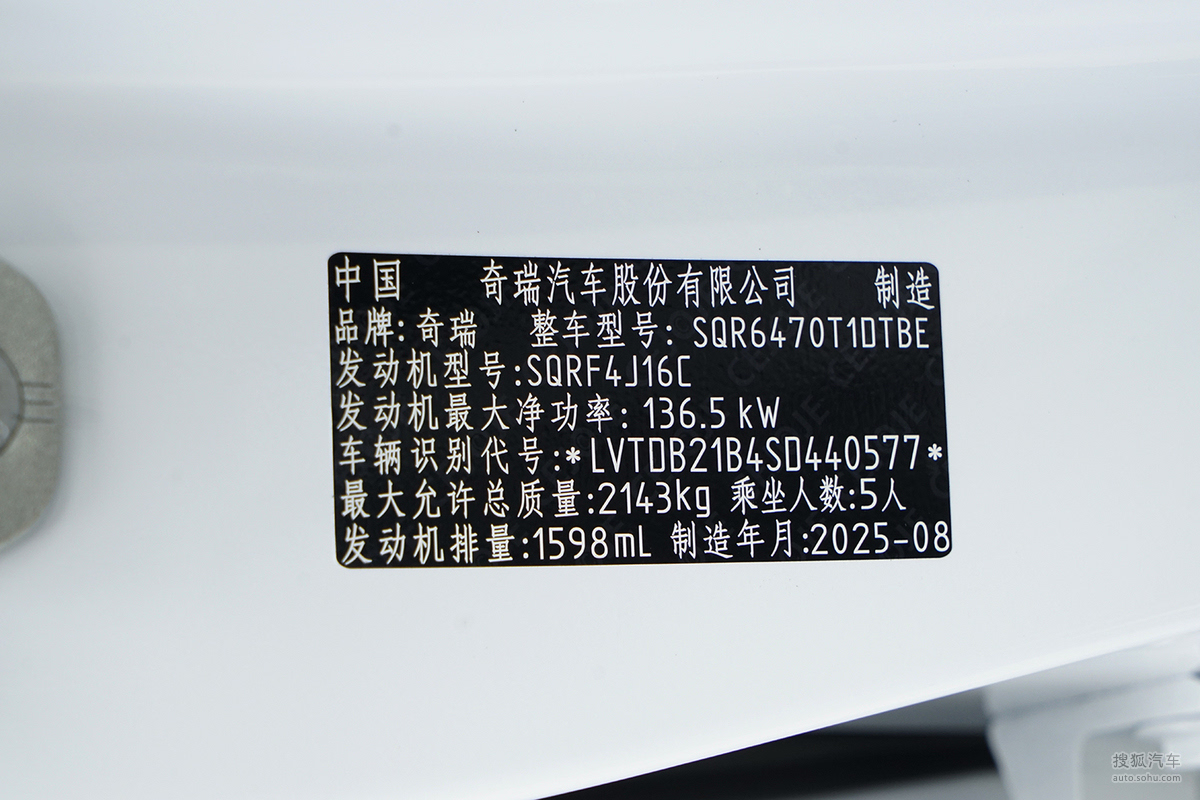 中国 奇瑞汽车股份有限公司 制造
品牌:奇瑞 整车型号: SQR6470T1DTBE
发动机型号:SQRF4J16C
发动机最大净功率: 136.5 kW
车辆识别代号:*LVTDB21B4SD440577*
最大允许总质量:2143kg 乘坐人数:5人
发动机排量:1598mL 制造年月:2025-08
搜狐汽车
auto.sohu.com